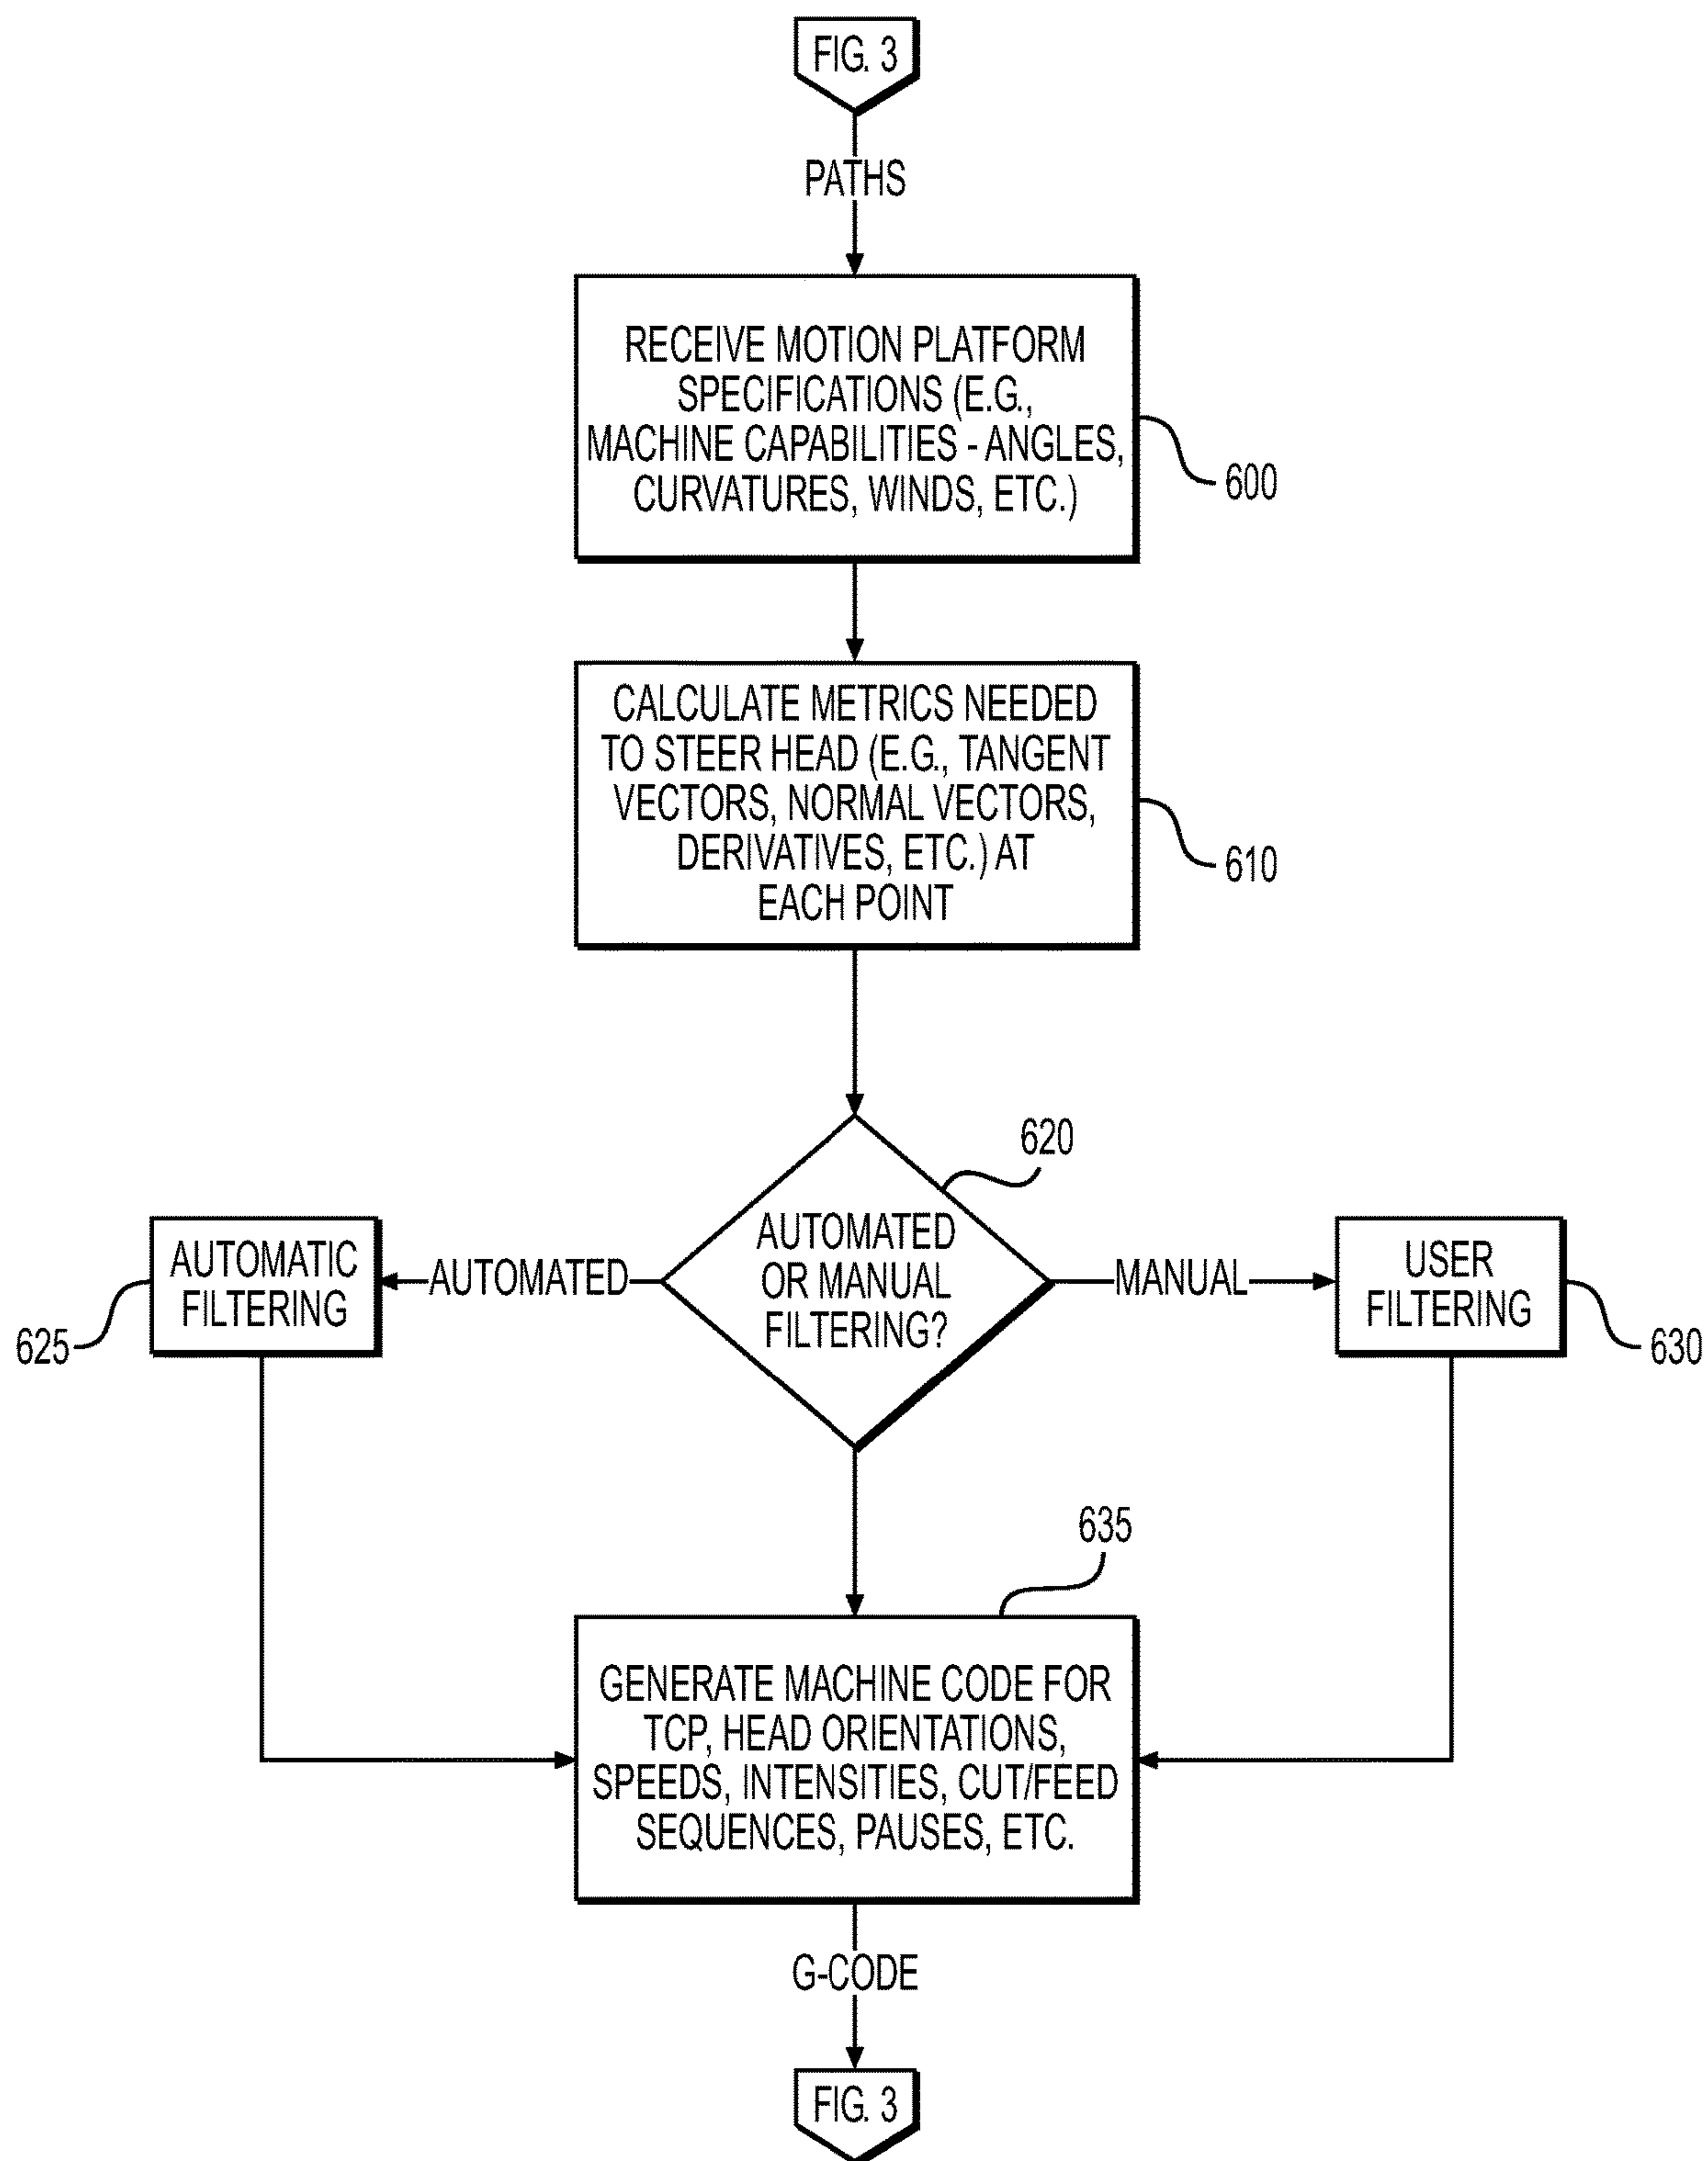 FIG. 3
PATHS
RECEIVE MOTION PLATFORM
SPECIFICATIONS (E.G.,
MACHINE CAPABILITIES - ANGLES,
CURVATURES, WINDS, ETC.)
600
CALCULATE METRICS NEEDED
TO STEER HEAD (E.G., TANGENT
VECTORS, NORMAL VECTORS,
DERIVATIVES, ETC.) AT
EACH POINT
610
620
AUTOMATED
OR MANUAL
FILTERING?
AUTOMATED
AUTOMATIC
FILTERING
625
MANUAL
USER
FILTERING
630
635
GENERATE MACHINE CODE FOR
TCP, HEAD ORIENTATIONS,
SPEEDS, INTENSITIES, CUT/FEED
SEQUENCES, PAUSES, ETC.
G-CODE
FIG. 3